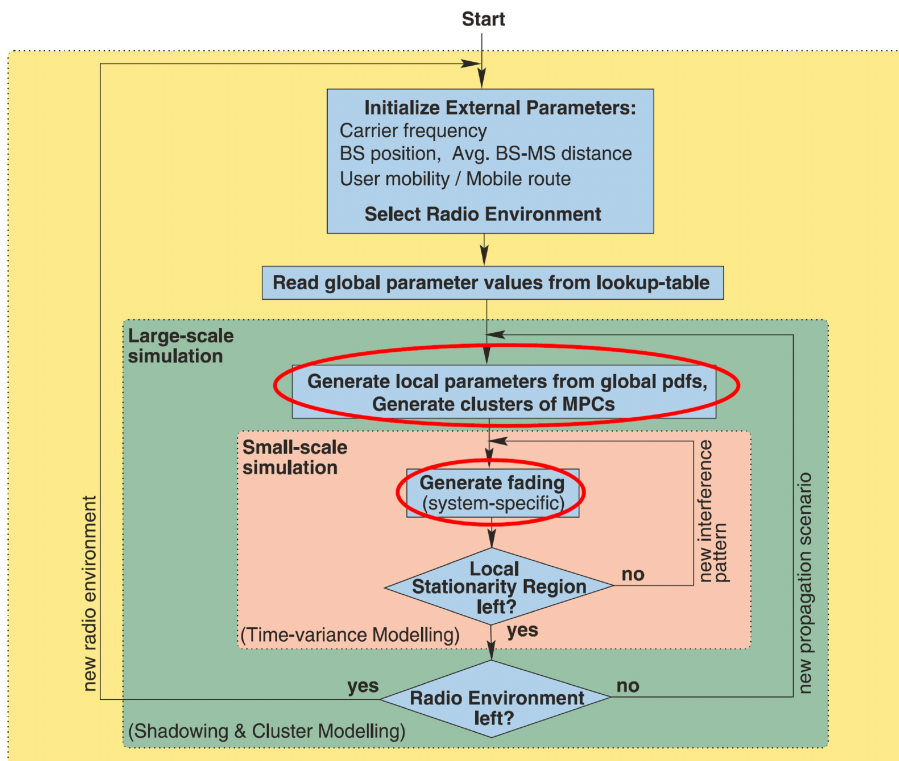 Start
Initialize External Parameters:
Carrier frequency
BS position, Avg. BS-MS distance
User mobility / Mobile route
Select Radio Environment
Read global parameter values from lookup-table
Large-scale
simulation
Generate local parameters from global pdfs,
Generate clusters of MPCs
Small-scale
simulation
Generate fading
(system-specific)
new interference
pattern
Local
Stationarity Region
left?
no
yes
(Time-variance Modelling)
new propagation scenario
new radio environment
Radio Environment
left?
yes
no
(Shadowing & Cluster Modelling)